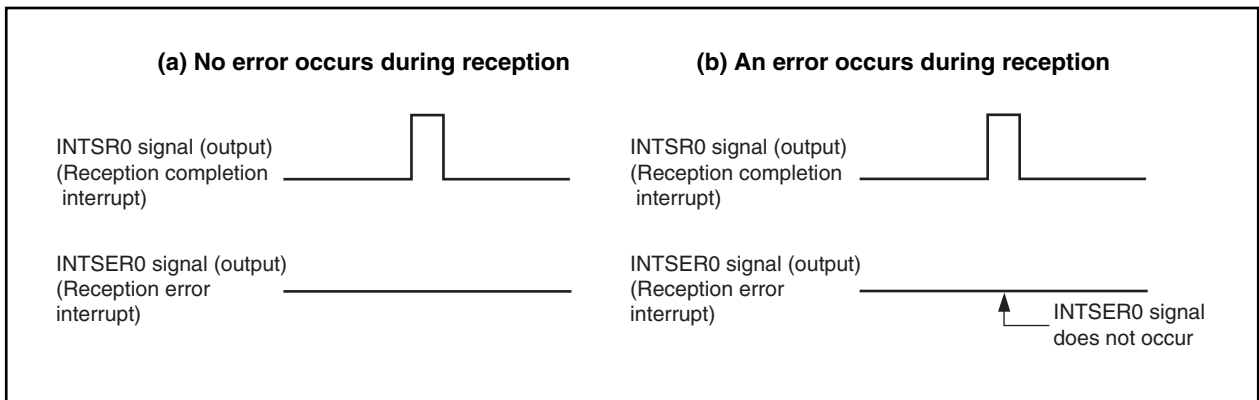 (a) No error occurs during reception
INTSR0 signal (output)
(Reception completion
interrupt)
INTSER0 signal (output)
(Reception error
interrupt)
(b) An error occurs during reception
INTSR0 signal (output)
(Reception completion
interrupt)
INTSER0 signal (output)
(Reception error
interrupt)
INTSER0 signal
does not occur